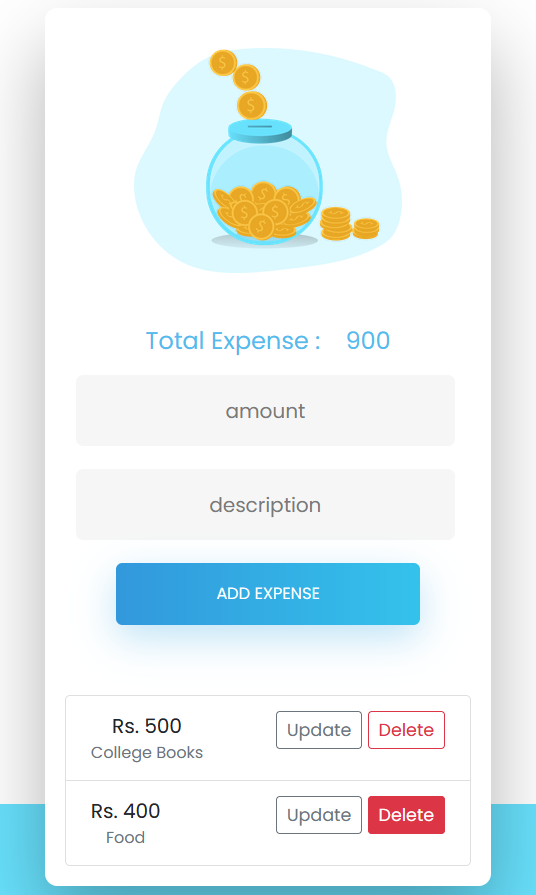 Total Expense : 900
amount
description
ADD EXPENSE
Rs. 500
College Books
Update Delete
Rs. 400
Food
Update Delete